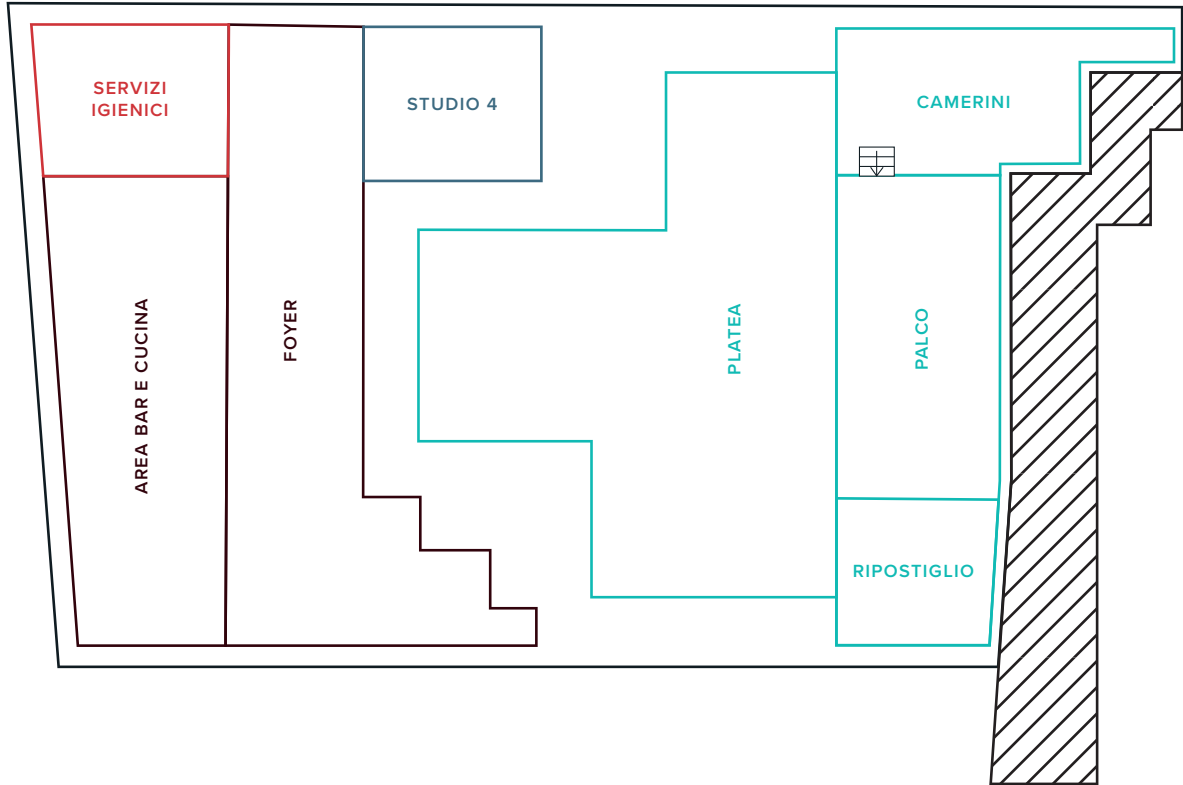 SERVIZI
IGIENICI
STUDIO 4
CAMERINI
AREA BAR E CUCINA
FOYER
PLATEA
PALCO
RIPOSTIGLIO